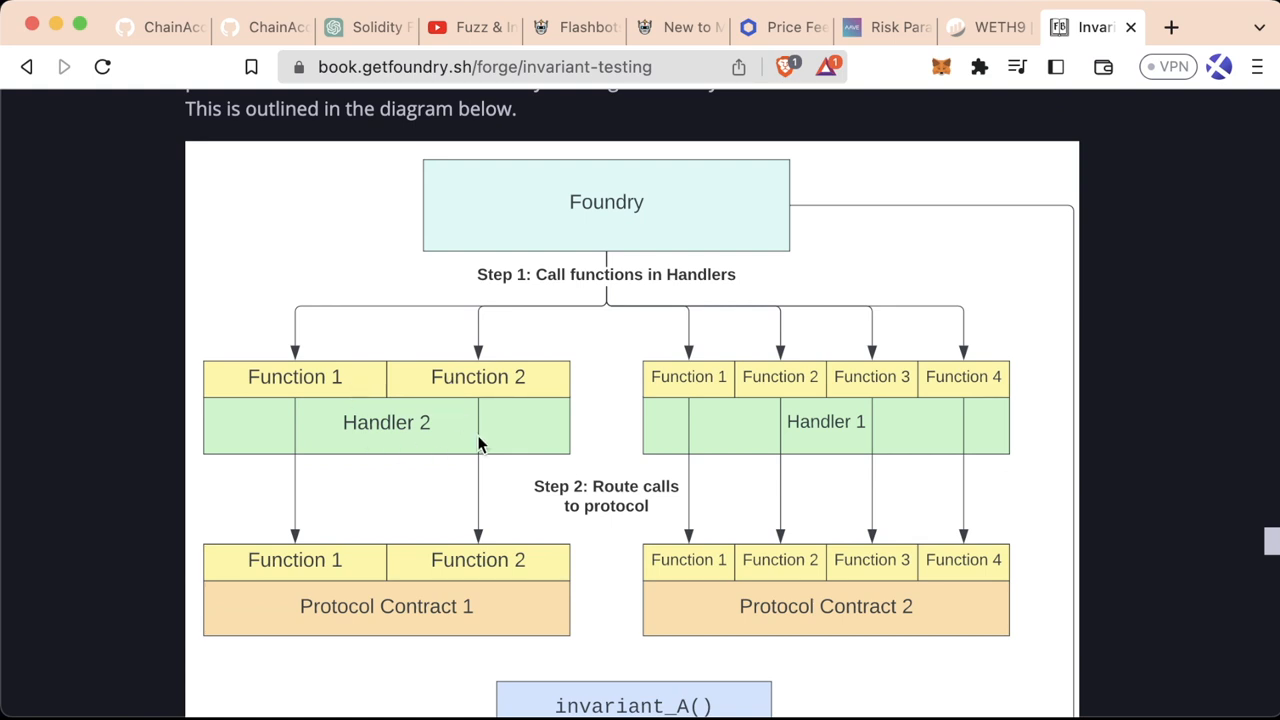 ChainAcc
ChainAcc
Solidity F
Fuzz & In
Flashbot
New to M
Price Fee
Risk Para
WETH9 |
Invari
book.getfoundry.sh/forge/invariant-testing
1
1
VPN
This is outlined in the diagram below.
Foundry
Step 1: Call functions in Handlers
Function 1
Function 2
Function 1
Function 2
Function 3
Function 4
Handler 2
Handler 1
Step 2: Route calls
to protocol
Function 1
Function 2
Function 1
Function 2
Function 3
Function 4
Protocol Contract 1
Protocol Contract 2
invariant_A()